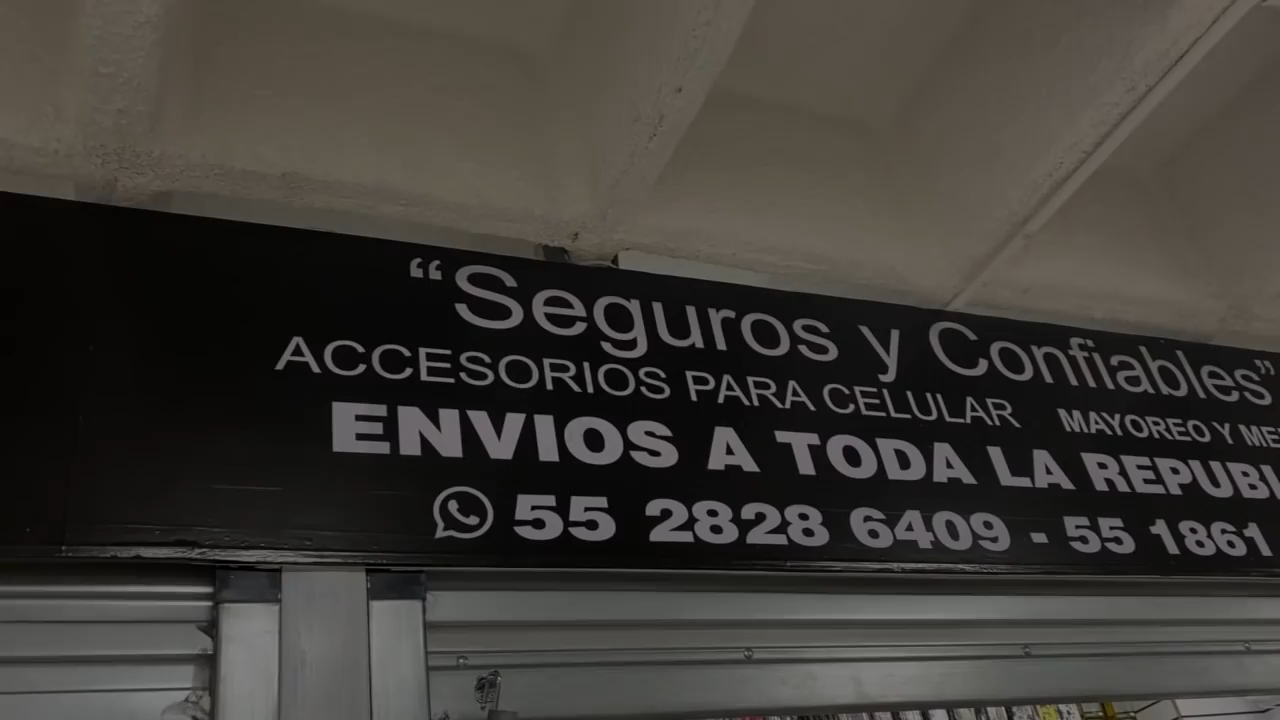 “Seguros y Confiables”
ACCESORIOS PARA CELULAR MAYOREO Y
ENVIOS A TODA LA
55 2828 6409 - 55 1861